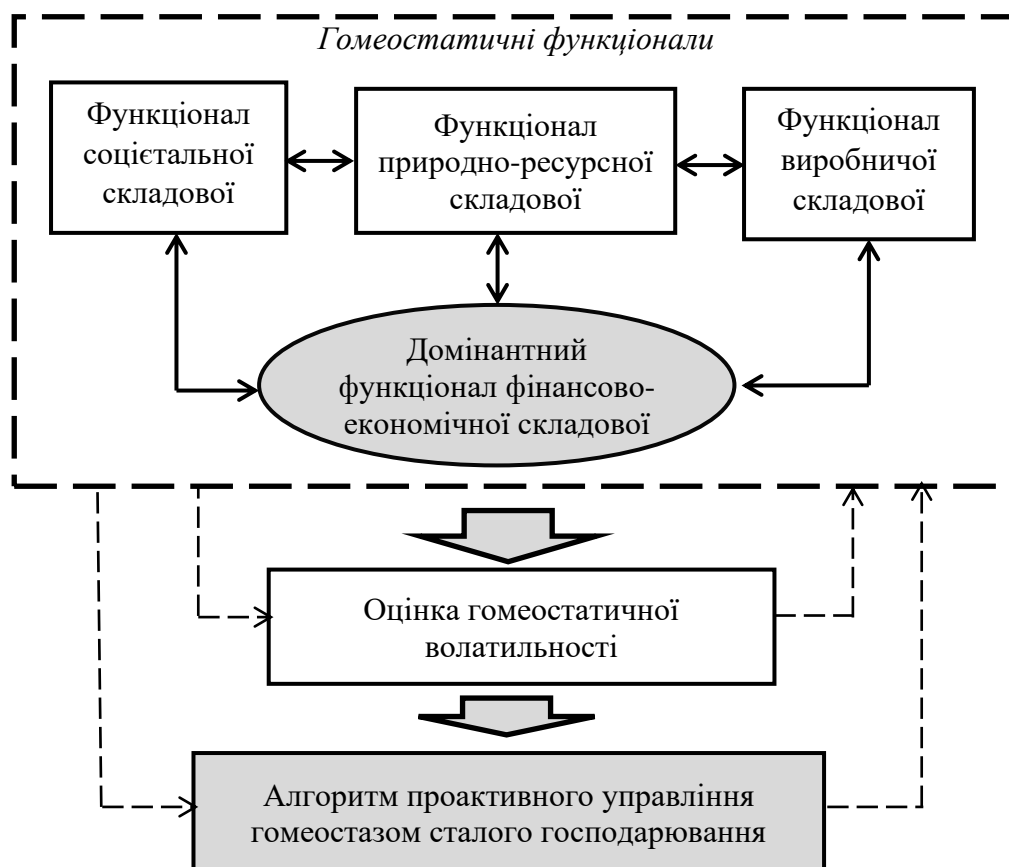 Гомеостатичні функціонали
Функціонал
соцієтальної
складової
Функціонал
природно-ресурсної
складової
Функціонал
виробничої
складової
Домінантний
функціонал фінансово-
економічної складової
Оцінка гомеостатичної
волатильності
Алгоритм проактивного управління
гомеостазом сталого господарювання